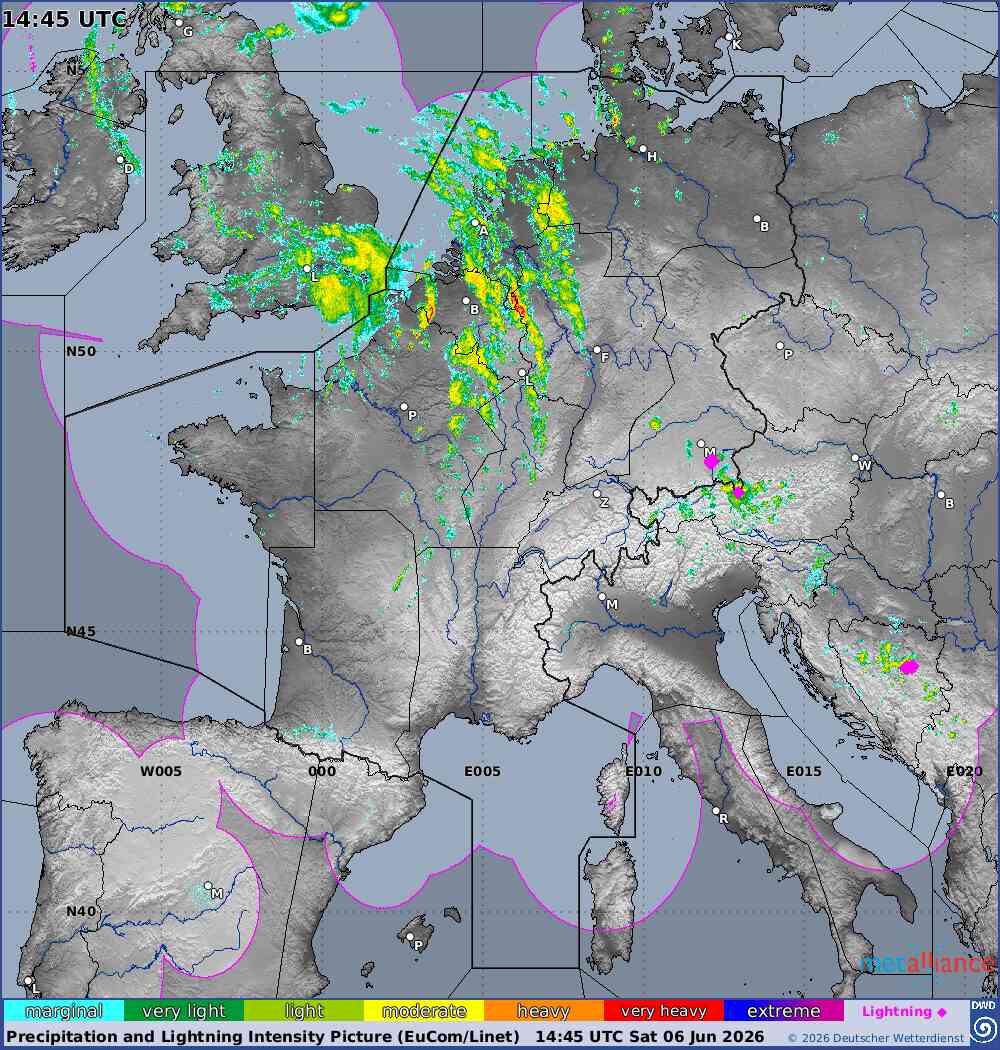 14:45 UTC
G
K
N5
H
D
B
A
L
B
N50
F
P
L
P
M
W
Z
B
M
N45
B
W005
000
E005
E010
E015
E020
R
M
N40
P
L
metalliance
marginal
very light
light
moderate
heavy
very heavy
extreme
Lightning
DWD
Precipitation and Lightning Intensity Picture (EuCom/Linet) 14:45 UTC Sat 06 Jun 2026
© 2026 Deutscher Wetterdienst